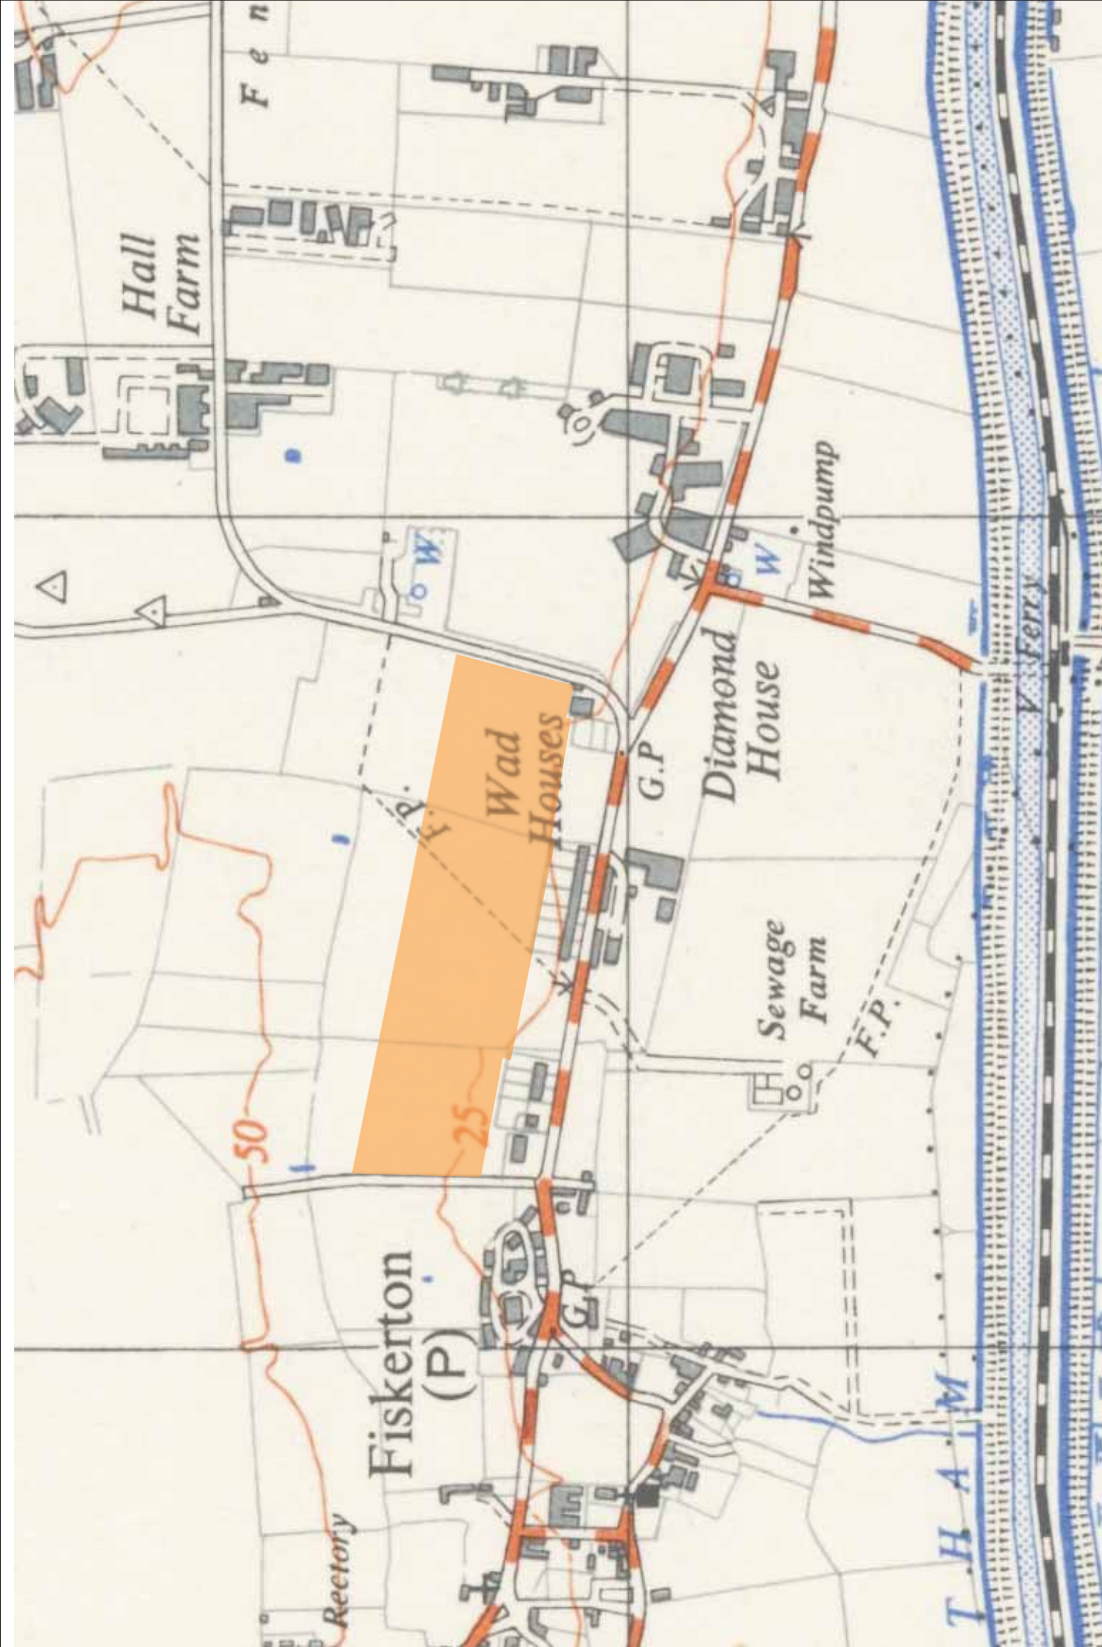 Fen
Hall
Farm
W
W
Windpump
Ferry
Diamond
House
Wad
Houses
F.P.
G.P
Sewage
Farm
F.P.
50
25
Fiskerton
(P)
G.P
Rectory
THAM